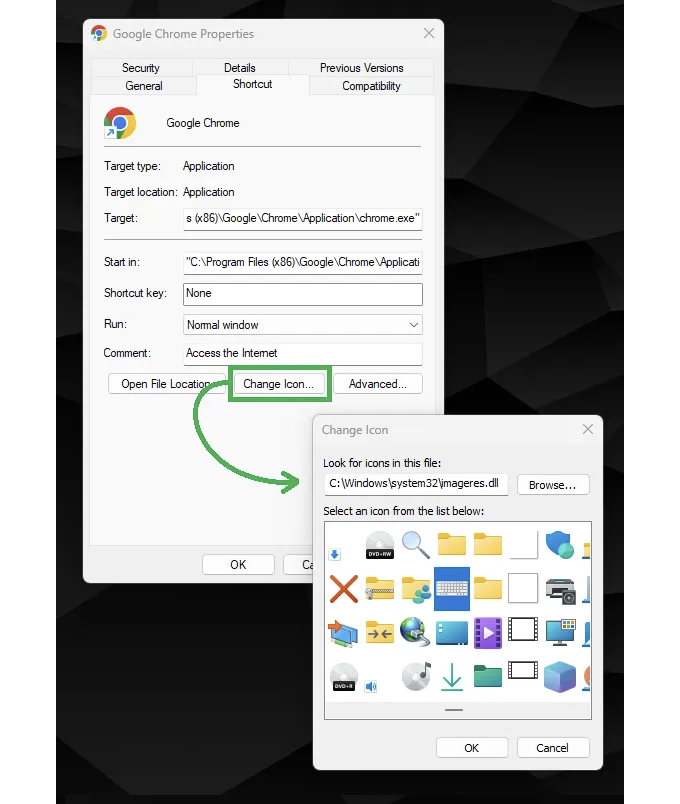 Google Chrome Properties
Security Details Previous Versions
General Shortcut Compatibility
Google Chrome
Target type: Application
Target location: Application
Target: s (x86)\Google\Chrome\Application\chrome.exe"
Start in: "C:\Program Files (x86)\Google\Chrome\Applicati
Shortcut key: None
Run: Normal window
Comment: Access the Internet
Open File Location Change Icon... Advanced...
OK Ca
Change Icon
Look for icons in this file:
C:\Windows\system32\imageres.dll Browse...
Select an icon from the list below:
DVD+RW
DVD+R
OK Cancel